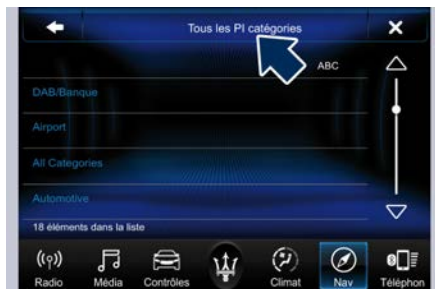 Tous les PI catégories
ABC
DAB/Banque
Airport
All Categories
Automotive
18 éléments dans la liste
Radio
Média
Contrôles
Climat
Nav
Téléphon